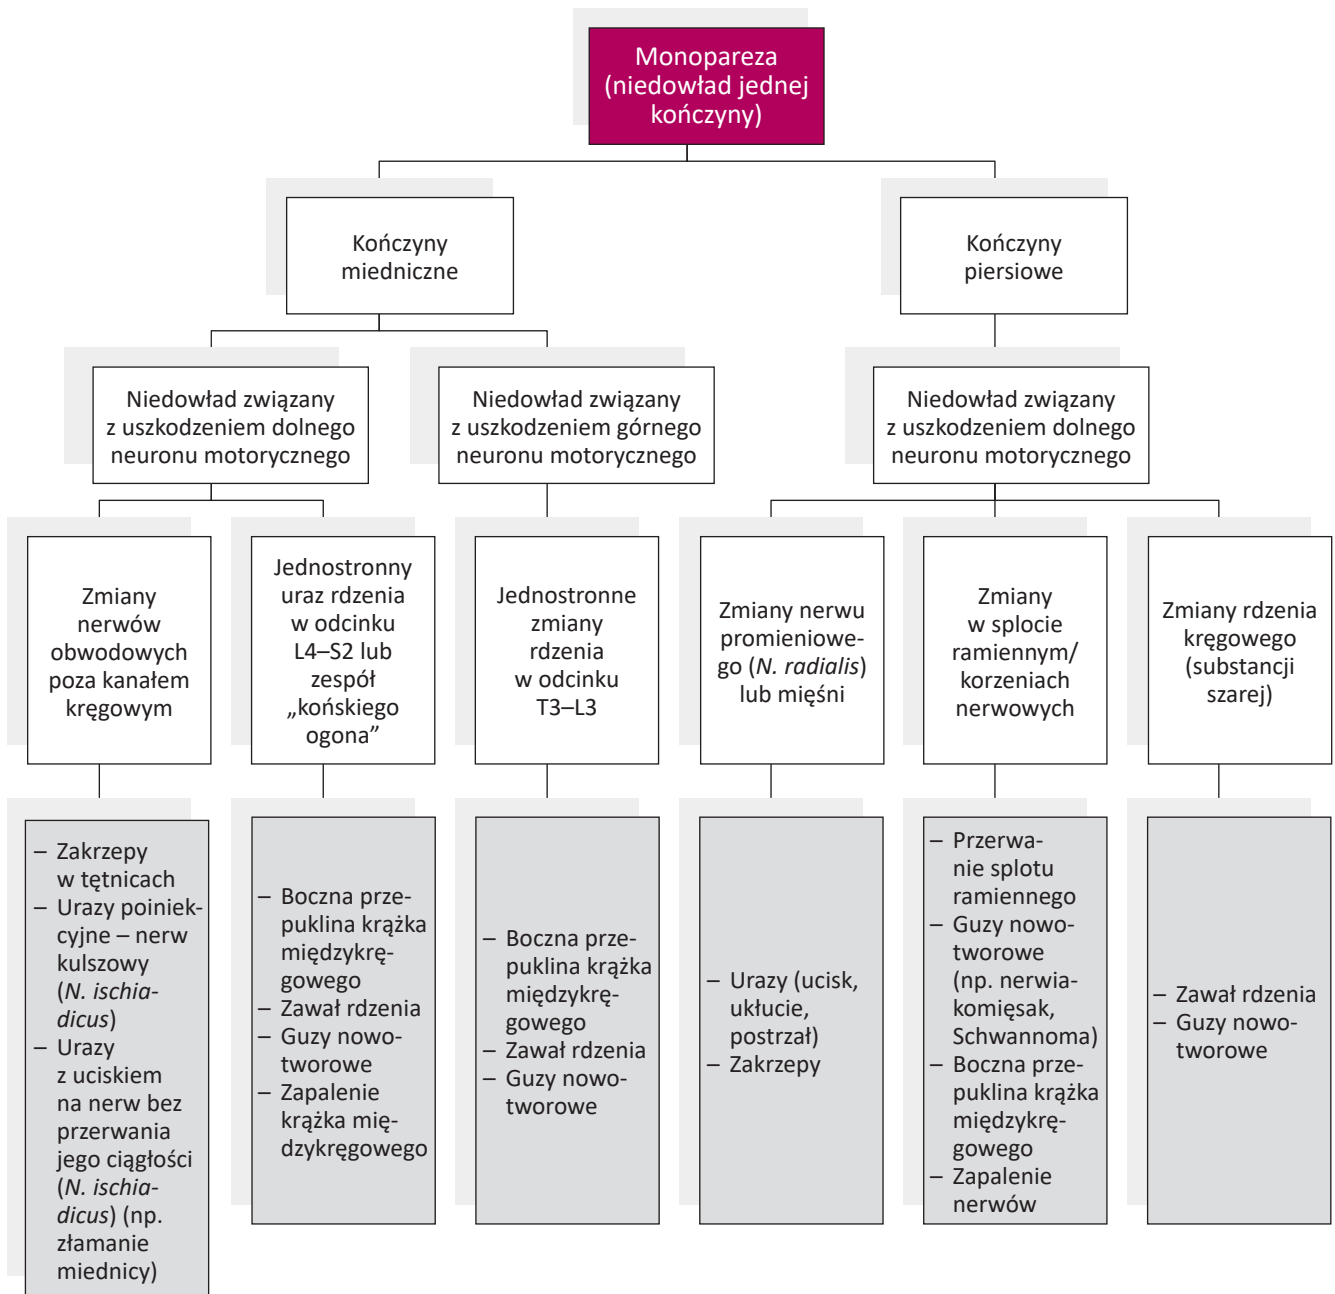 Monopareza
(niedowład jednej
kończyny)
Kończyny
miedniczne
Kończyny
piersiowe
Niedowład związany
z uszkodzeniem dolnego
neuronu motorycznego
Niedowład związany
z uszkodzeniem górnego
neuronu motorycznego
Niedowład związany
z uszkodzeniem dolnego
neuronu motorycznego
Zmiany
nerwów
obwodowych
poza kanałem
kręgowym
Jednostronny
uraz rdzenia
w odcinku
L4–S2 lub
zespół
„końskiego
ogona”
Jednostronne
zmiany
rdzenia
w odcinku
T3–L3
Zmiany nerwu
promieniowe-
go (N. radialis)
lub mięśni
Zmiany
w splocie
ramiennym/
korzeniach
nerwowych
Zmiany rdzenia
kręgowego
(substancji
szarej)
– Zakrzepy
w tętnicach
– Urazy poiniek-
cyjne – nerw
kulszowy
(N. ischia-
dicus)
– Urazy
z uciskiem
na nerw bez
przerwania
jego ciągłości
(N. ischia-
dicus) (np.
złamanie
miednicy)
– Boczna prze-
puklina krążka
międzykrę-
gowego
– Zawał rdzenia
– Guzy nowo-
tworowe
– Zapalenie
krążka mię-
dzykręgowego
– Boczna prze-
puklina krążka
międzykrę-
gowego
– Zawał rdzenia
– Guzy nowo-
tworowe
– Urazy (ucisk,
ukłucie,
postrzał)
– Zakrzepy
– Przerwa-
nie splotu
ramiennego
– Guzy nowo-
tworowe
(np. nerwia-
komięsak,
Schwannoma)
– Boczna prze-
puklina krążka
międzykrę-
gowego
– Zapalenie
nerwów
– Zawał rdzenia
– Guzy nowo-
tworowe